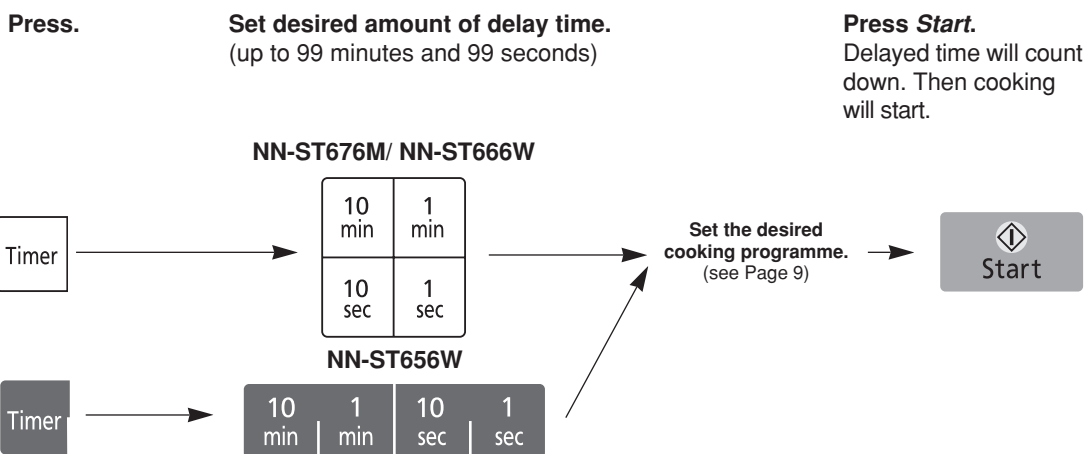 Press.
Set desired amount of delay time.
(up to 99 minutes and 99 seconds)
Press Start.
Delayed time will count
down. Then cooking
will start.
NN-ST676M/ NN-ST666W
Timer
10
min
1
min
10
sec
1
sec
Set the desired
cooking programme.
(see Page 9)
Start
NN-ST656W
Timer
10
min
1
min
10
sec
1
sec